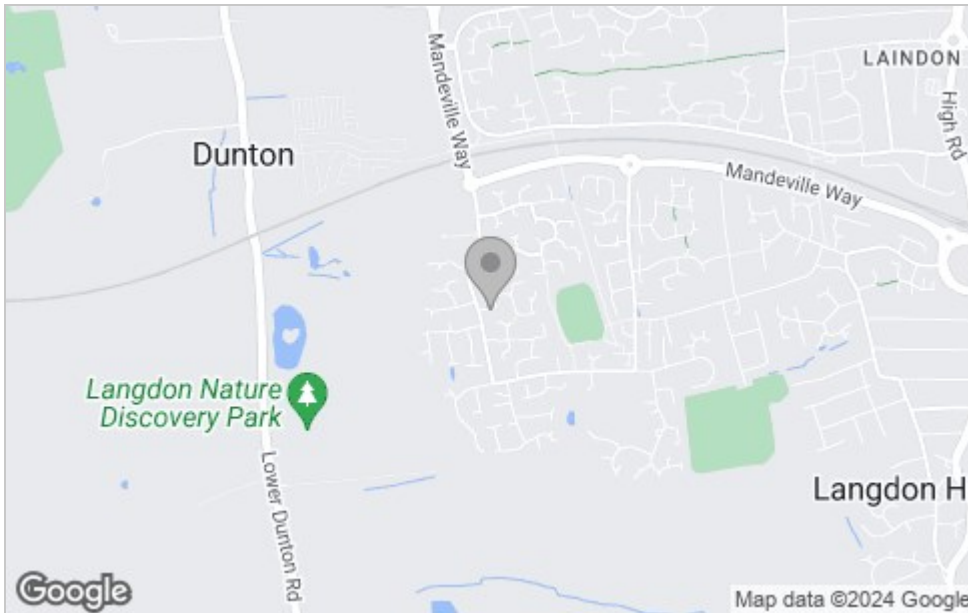 LAINDON
High Rd
Mandeville Way
Dunton
Mandeville Way
Langdon Nature
Discovery Park
Lower Dunton Rd
Langdon H
Google
Map data ©2024 Google